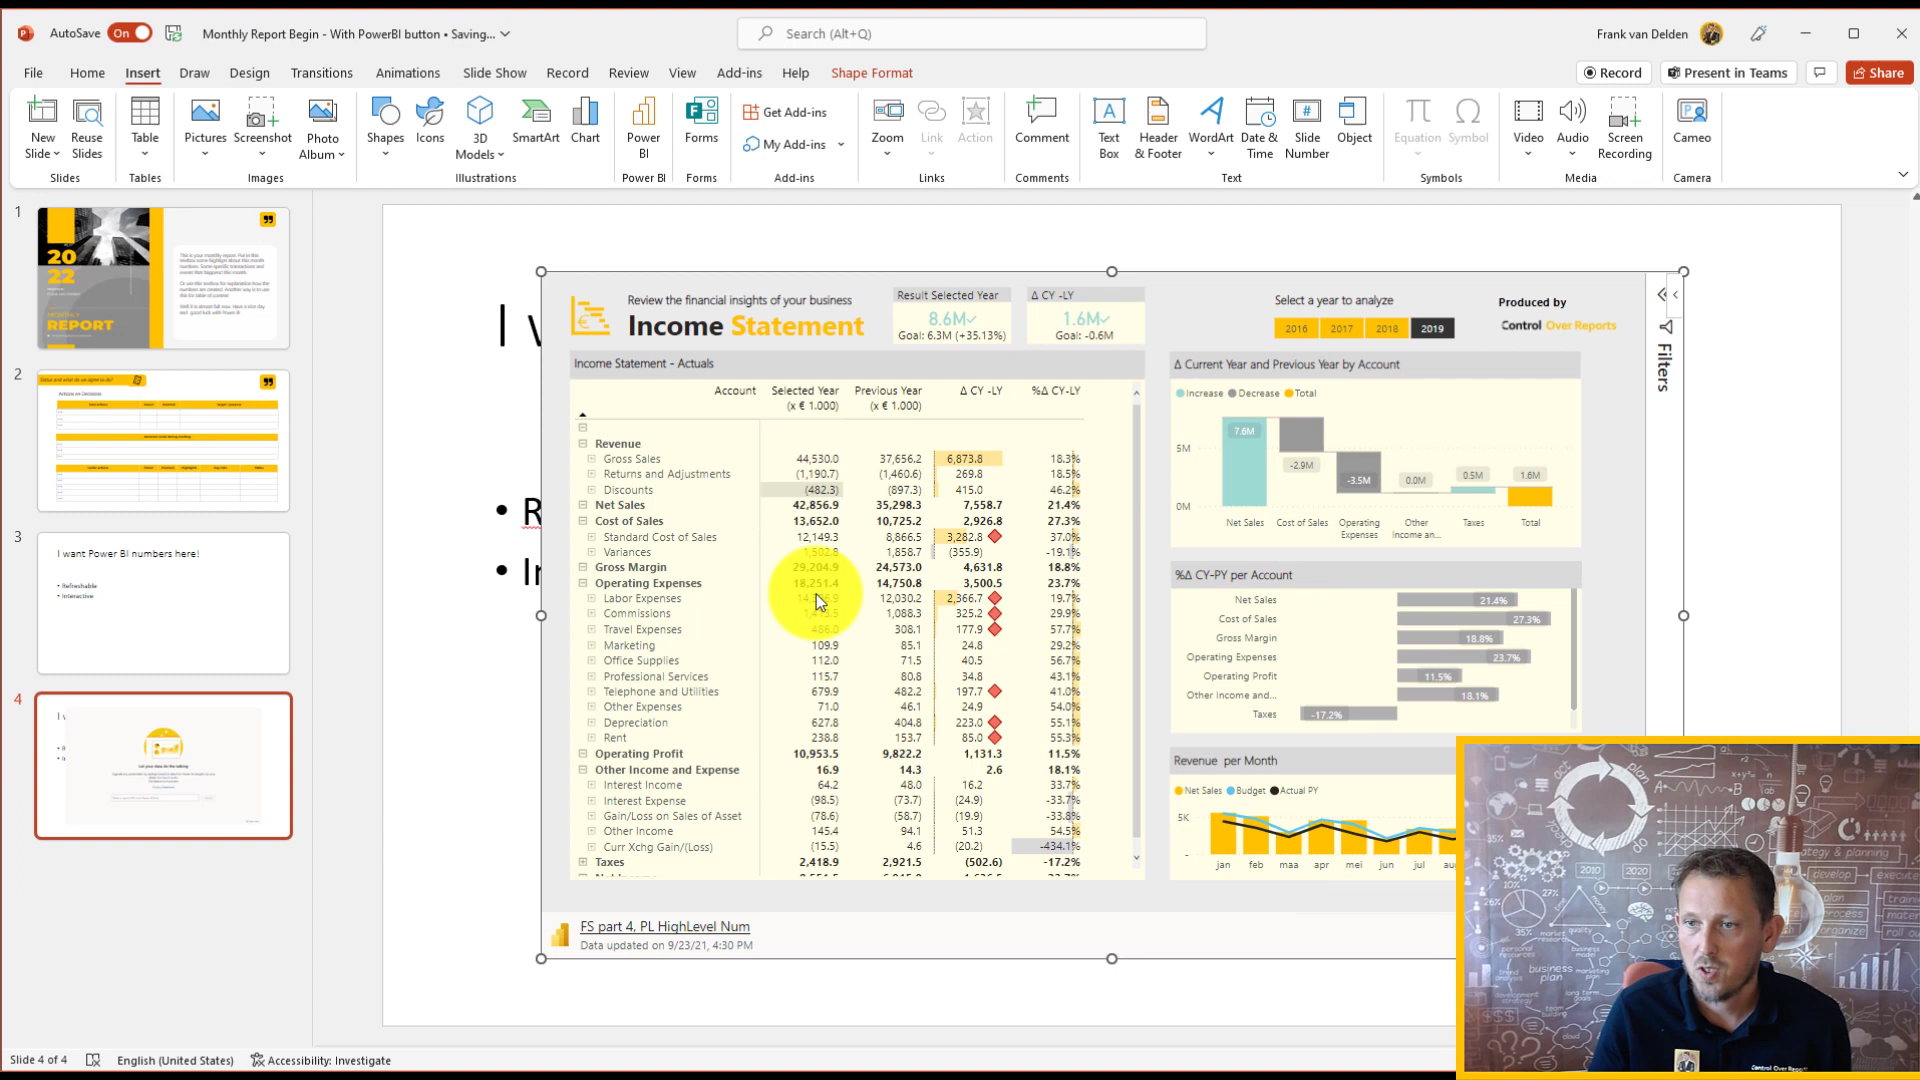 AutoSave On Monthly Report Begin - With PowerBI button • Saving... Search (Alt+Q) Frank van Delden
File Home Insert Draw Design Transitions Animations Slide Show Record Review View Add-ins Help Shape Format Record Present in Teams Share
New Slide Reuse Slides Table Pictures Screenshot Photo Album Shapes Icons 3D Models SmartArt Chart Power BI Forms Get Add-ins My Add-ins Zoom Link Action Comment Text Box Header & Footer WordArt Date & Time Slide Number Object Equation Symbol Video Audio Screen Recording Cameo
Slides Tables Images Illustrations Power BI Forms Add-ins Links Comments Text Symbols Media Camera
1
20
22
REPORT
2
3
I want Power BI numbers here!
• Refreshable
• Interactive
4
Review the financial insights of your business
Income Statement
Result Selected Year
8.6M
Goal: 6.3M (+35.13%)
Δ CY -LY
1.6M
Goal: -0.6M
Select a year to analyze
2016 2017 2018 2019
Produced by
Control Over Reports
Filters
Income Statement - Actuals
Account Selected Year (x € 1.000) Previous Year (x € 1.000) Δ CY -LY %Δ CY-LY
Revenue
Gross Sales 44,530.0 37,656.2 6,873.8 18.3%
Returns and Adjustments (1,190.7) (1,460.6) 269.8 18.5%
Discounts (482.3) (897.3) 415.0 46.2%
Net Sales 42,856.9 35,298.3 7,558.7 21.4%
Cost of Sales 13,652.0 10,725.2 2,926.8 27.3%
Standard Cost of Sales 12,149.3 8,866.5 3,282.8 37.0%
Variances 1,502.8 1,858.7 (355.9) -19.1%
Gross Margin 29,204.9 24,573.0 4,631.8 18.8%
Operating Expenses 18,251.4 14,750.8 3,500.5 23.7%
Labor Expenses 12,030.2 2,366.7 19.7%
Commissions 1,088.3 325.2 29.9%
Travel Expenses 486.0 308.1 177.9 57.7%
Marketing 109.9 85.1 24.8 29.2%
Office Supplies 112.0 71.5 40.5 56.7%
Professional Services 115.7 80.8 34.8 43.1%
Telephone and Utilities 679.9 482.2 197.7 41.0%
Other Expenses 71.0 46.1 24.9 54.0%
Depreciation 627.8 404.8 223.0 55.1%
Rent 238.8 153.7 85.0 55.3%
Operating Profit 10,953.5 9,822.2 1,131.3 11.5%
Other Income and Expense 16.9 14.3 2.6 18.1%
Interest Income 64.2 48.0 16.2 33.7%
Interest Expense (98.5) (73.7) (24.9) -33.7%
Gain/Loss on Sales of Asset (78.6) (58.7) (19.9) -33.8%
Other Income 145.4 94.1 51.3 54.5%
Curr Xchg Gain/(Loss) (15.5) 4.6 (20.2) -434.1%
Taxes 2,418.9 2,921.5 (502.6) -17.2%
Δ Current Year and Previous Year by Account
Increase Decrease Total
5M
0M
7.6M -2.9M -3.5M 0.0M 0.5M 1.6M
Net Sales Cost of Sales Operating Expenses Other Income an... Taxes Total
%Δ CY-PY per Account
Net Sales 21.4%
Cost of Sales 27.3%
Gross Margin 18.8%
Operating Expenses 23.7%
Operating Profit 11.5%
Other Income and... 18.1%
Taxes -17.2%
Revenue per Month
Net Sales Budget Actual PY
5K
jan feb maa apr mei jun jul
FS part 4, PL HighLevel Num
Data updated on 9/23/21, 4:30 PM
Control Over Report
Slide 4 of 4 English (United States) Accessibility: Investigate